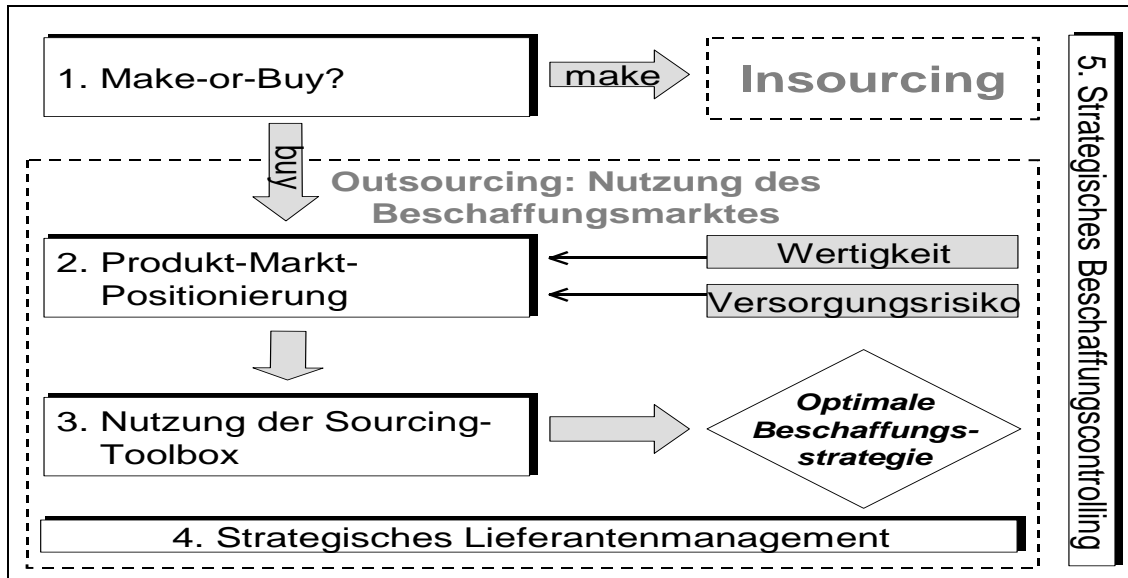 1. Make-or-Buy?
make
Insourcing
buy
Outsourcing: Nutzung des
Beschaffungsmarktes
2. Produkt-Markt-
Positionierung
Wertigkeit
Versorgungsrisiko
3. Nutzung der Sourcing-
Toolbox
Optimale
Beschaffungs-
strategie
4. Strategisches Lieferantenmanagement
5. Strategisches Beschaffungscontrolling